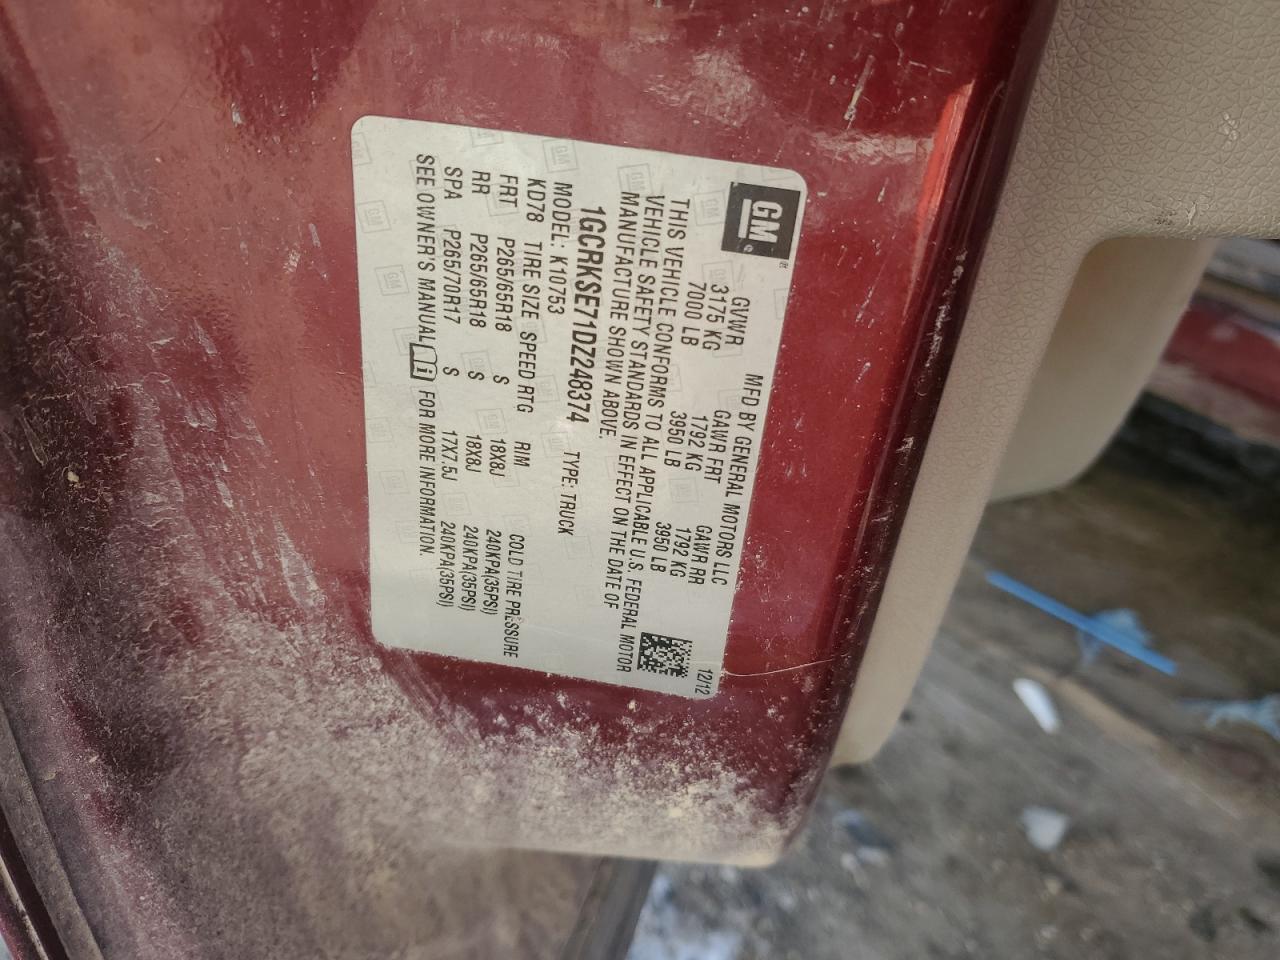 GM
MFD BY GENERAL MOTORS LLC
12/12
GVWR GAWR FRT GAWR RR
3175 KG 1792 KG 1792 KG
7000 LB 3950 LB 3950 LB
THIS VEHICLE CONFORMS TO ALL APPLICABLE U.S. FEDERAL MOTOR
VEHICLE SAFETY STANDARDS IN EFFECT ON THE DATE OF
MANUFACTURE SHOWN ABOVE.
1GCRKSE71DZ248374 TYPE: TRUCK
MODEL: K10753
KD78 TIRE SIZE SPEED RTG RIM COLD TIRE PRESSURE
FRT P265/65R18 S 18X8J 240KPA(35PSI)
RR P265/65R18 S 18X8J 240KPA(35PSI)
SPA P265/70R17 S 17X7.5J 240KPA(35PSI)
SEE OWNER'S MANUAL FOR MORE INFORMATION.